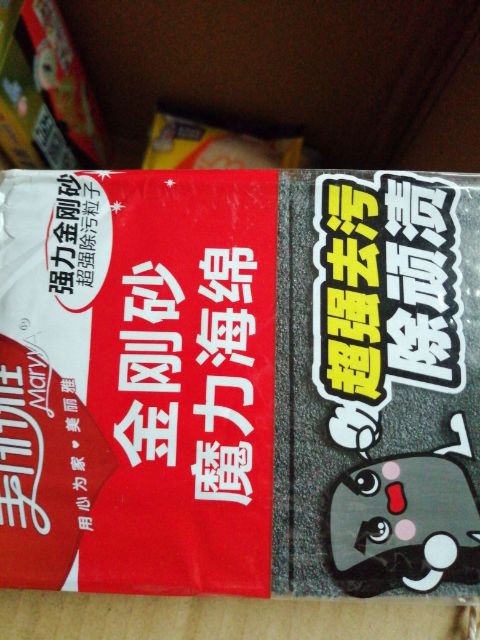 强力金刚砂
超强除污粒子
美丽雅
MaryYA®
用心为家·美丽雅
金刚砂
魔力海绵
超强去污
除顽渍